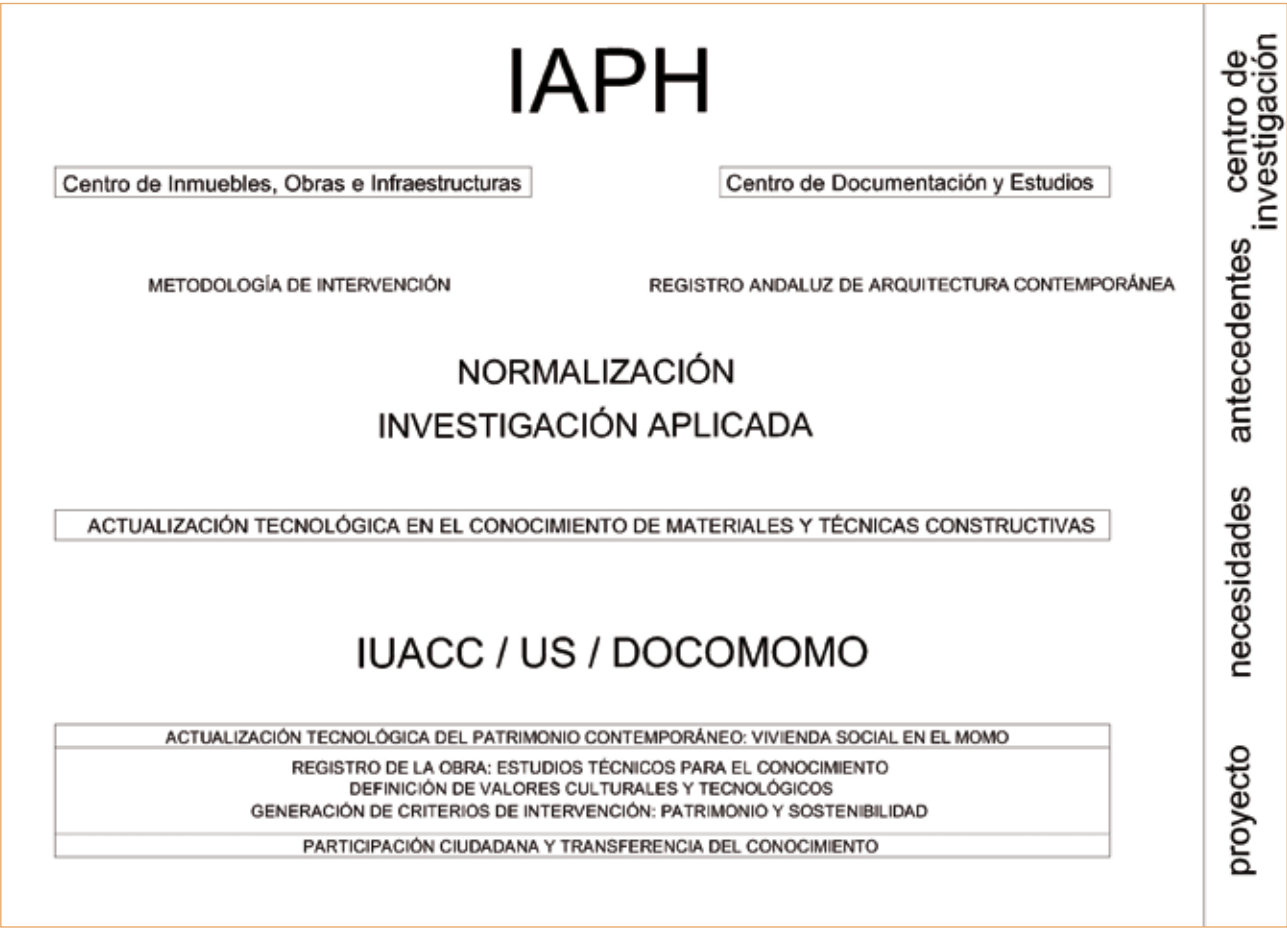 IAPH
Centro de Inmuebles, Obras e Infraestructuras
Centro de Documentación y Estudios
centro de
investigación
METODOLOGÍA DE INTERVENCIÓN
REGISTRO ANDALUZ DE ARQUITECTURA CONTEMPORÁNEA
antecedentes
NORMALIZACIÓN
INVESTIGACIÓN APLICADA
ACTUALIZACIÓN TECNOLÓGICA EN EL CONOCIMIENTO DE MATERIALES Y TÉCNICAS CONSTRUCTIVAS
necesidades
IUACC / US / DOCOMOMO
ACTUALIZACIÓN TECNOLÓGICA DEL PATRIMONIO CONTEMPORÁNEO: VIVIENDA SOCIAL EN EL MOMO
REGISTRO DE LA OBRA: ESTUDIOS TÉCNICOS PARA EL CONOCIMIENTO
DEFINICIÓN DE VALORES CULTURALES Y TECNOLÓGICOS
GENERACIÓN DE CRITERIOS DE INTERVENCIÓN: PATRIMONIO Y SOSTENIBILIDAD
PARTICIPACIÓN CIUDADANA Y TRANSFERENCIA DEL CONOCIMIENTO
proyecto